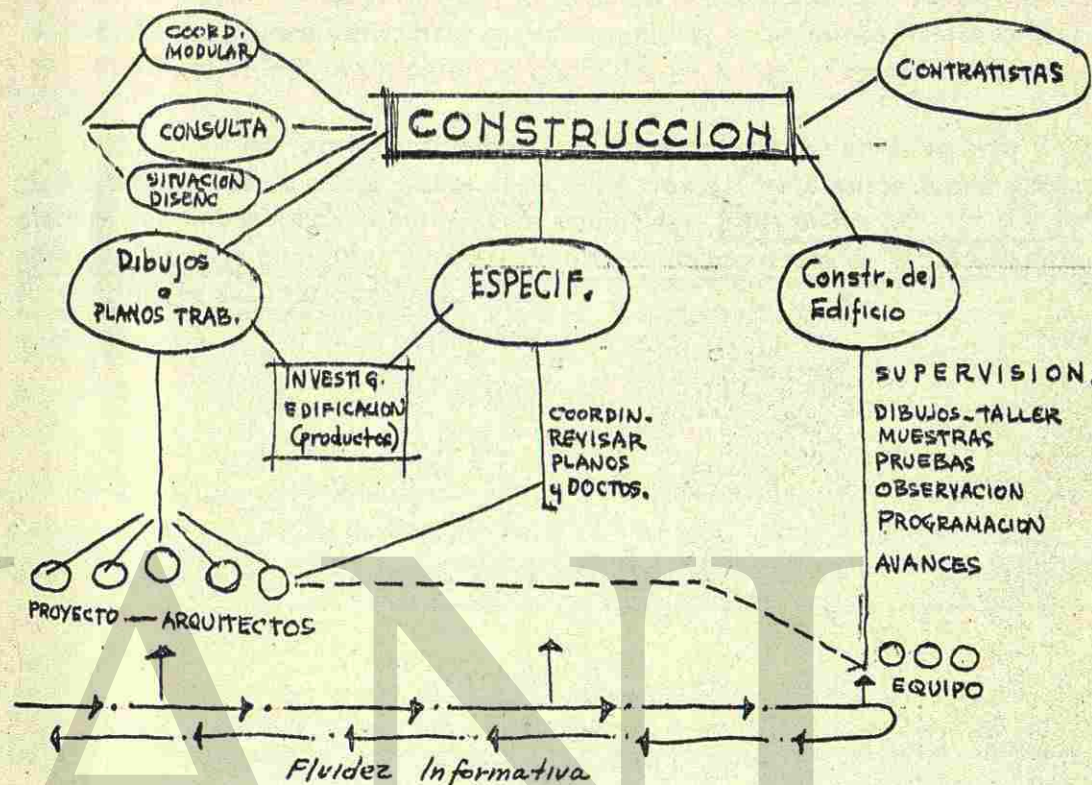 COORD.
MODULAR
CONSULTA
SITUACION
DISEÑO
CONSTRUCCION
CONTRATISTAS
Dibujos
o
PLANOS TRAB.
ESPECIF.
Constr. del
Edificio
INVESTIG.
EDIFICACION
(productos)
COORDIN.
REVISAR
PLANOS
y DOCTOS.
SUPERVISION.
DIBUJOS-TALLER
MUESTRAS
PRUEBAS
OBSERVACION
PROGRAMACION
AVANCES
PROYECTO — ARQUITECTOS
EQUIPO
Fluidez Informativa
ANI